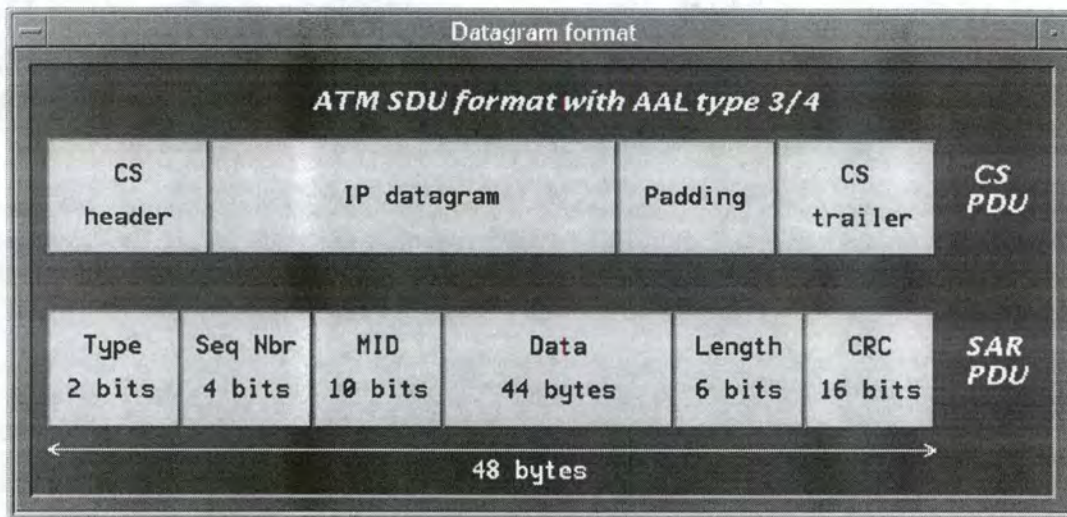 Datagram format
ATM SDU format with AAL type 3/4
CS header
IP datagram
Padding
CS trailer
CS PDU
Type
2 bits
Seq Nbr
4 bits
MID
10 bits
Data
44 bytes
Length
6 bits
CRC
16 bits
SAR PDU
48 bytes